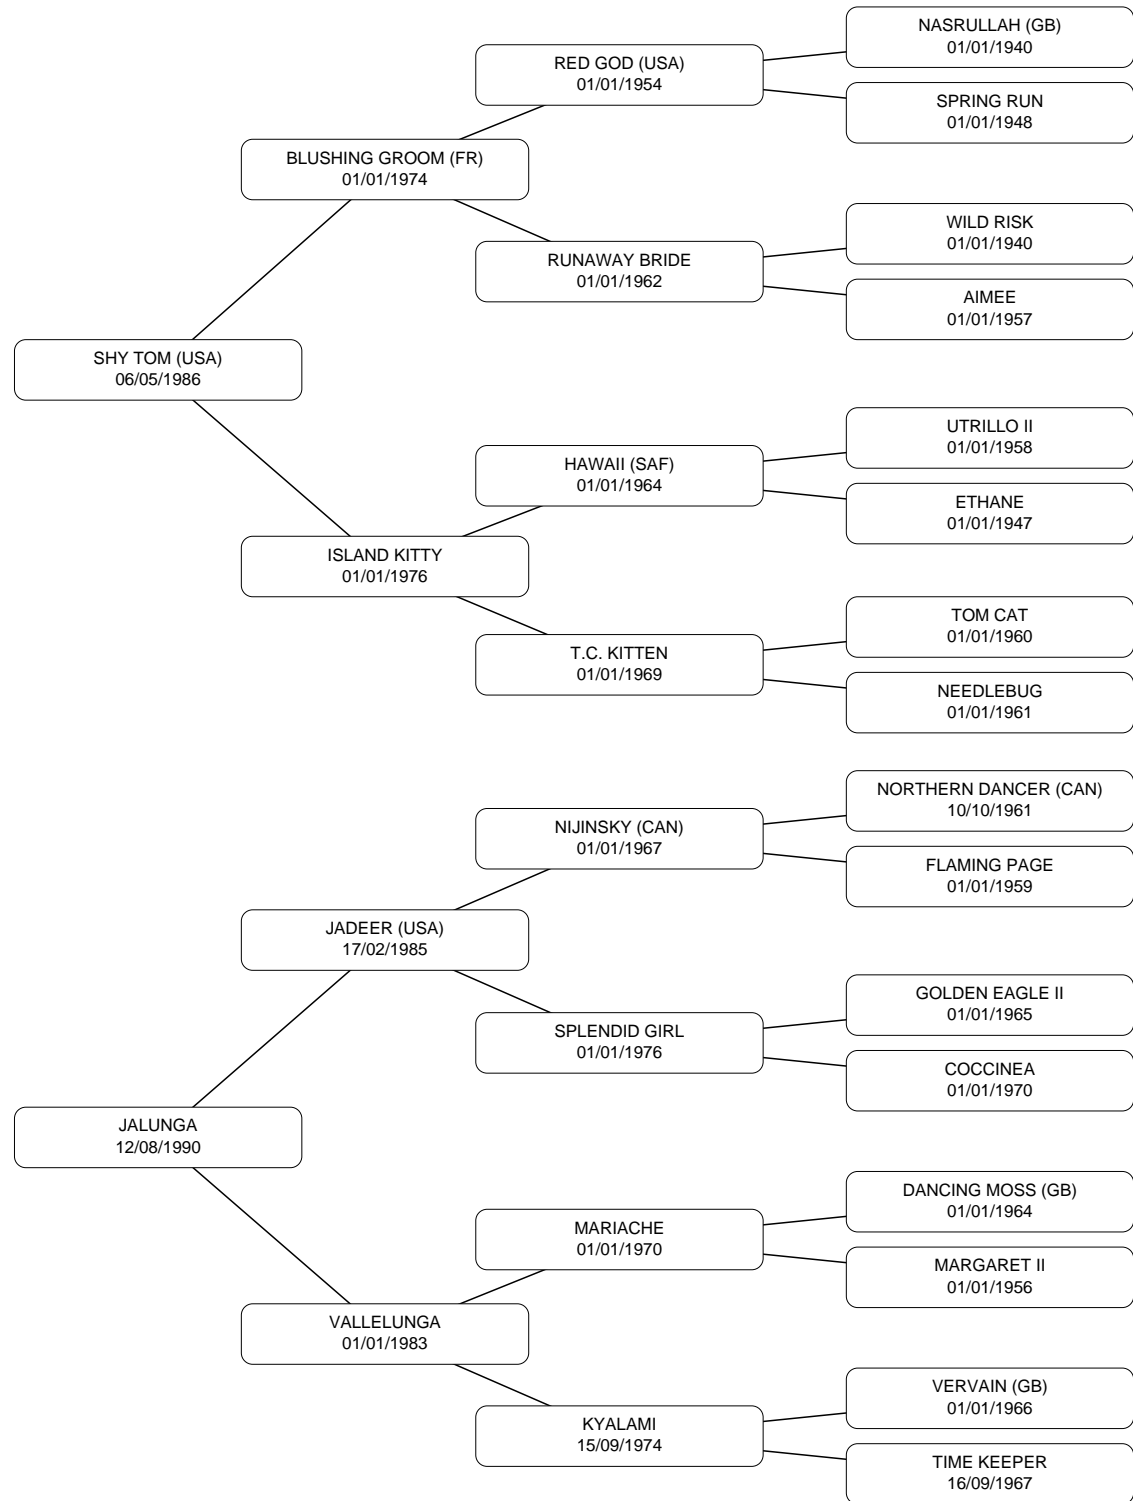 NASRULLAH (GB)
01/01/1940
RED GOD (USA)
01/01/1954
SPRING RUN
01/01/1948
BLUSHING GROOM (FR)
01/01/1974
WILD RISK
01/01/1940
RUNAWAY BRIDE
01/01/1962
AIMEE
01/01/1957
SHY TOM (USA)
06/05/1986
UTRILLO II
01/01/1958
HAWAII (SAF)
01/01/1964
ETHANE
01/01/1947
ISLAND KITTY
01/01/1976
TOM CAT
01/01/1960
T.C. KITTEN
01/01/1969
NEEDLEBUG
01/01/1961
NORTHERN DANCER (CAN)
10/10/1961
NIJINSKY (CAN)
01/01/1967
FLAMING PAGE
01/01/1959
JADEER (USA)
17/02/1985
GOLDEN EAGLE II
01/01/1965
SPLENDID GIRL
01/01/1976
COCCINEA
01/01/1970
JALUNGA
12/08/1990
DANCING MOSS (GB)
01/01/1964
MARIACHE
01/01/1970
MARGARET II
01/01/1956
VALLELUNGA
01/01/1983
VERVAIN (GB)
01/01/1966
KYALAMI
15/09/1974
TIME KEEPER
16/09/1967